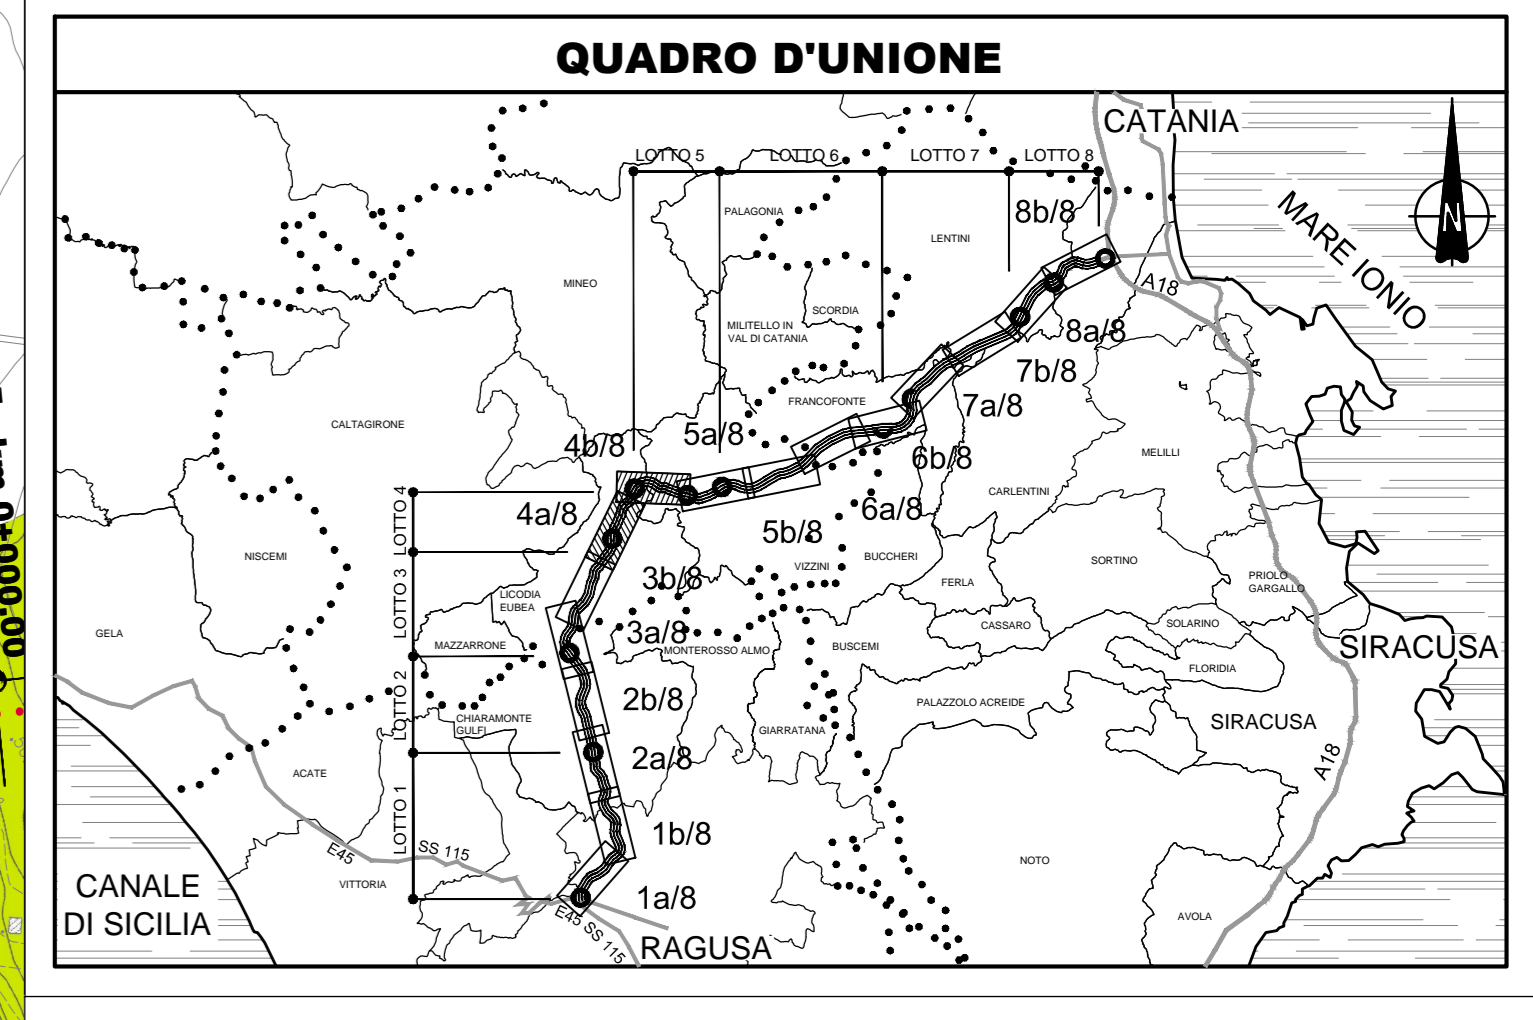 QUADRO D'UNIONE
CATANIA
LOTTO 5
LOTTO 6
LOTTO 7
LOTTO 8
PALAGONIA
8b/8
LENTINI
MARE IONIO
N
MINEO
A18
SCORDIA
MILITELLO IN
VAL DI CATANIA
8a/8
7b/8
FRANCOFONTE
7a/8
CALTAGIRONE
4b/8
5a/8
6b/8
MELILLI
CARLENTINI
LOTTO 4
4a/8
6a/8
5b/8
NISCEMI
VIZZINI
BUCCHERI
SORTINO
FERLA
PRIOLO
GARGALLO
3b/8
LOTTO 3
LICODIA
EUBEA
GELA
3a/8
CASSARO
SOLARINO
MAZZARRONE
MONTEROSSO ALMO
BUSCEMI
SIRACUSA
FLORIDIA
LOTTO 2
2b/8
PALAZZOLO ACREIDE
CHIARAMONTE
GULFI
GIARRATANA
SIRACUSA
2a/8
A18
ACATE
LOTTO 1
1b/8
E45
SS 115
NOTO
VITTORIA
CANALE
DI SICILIA
1a/8
E45 SS 115
AVOLA
RAGUSA